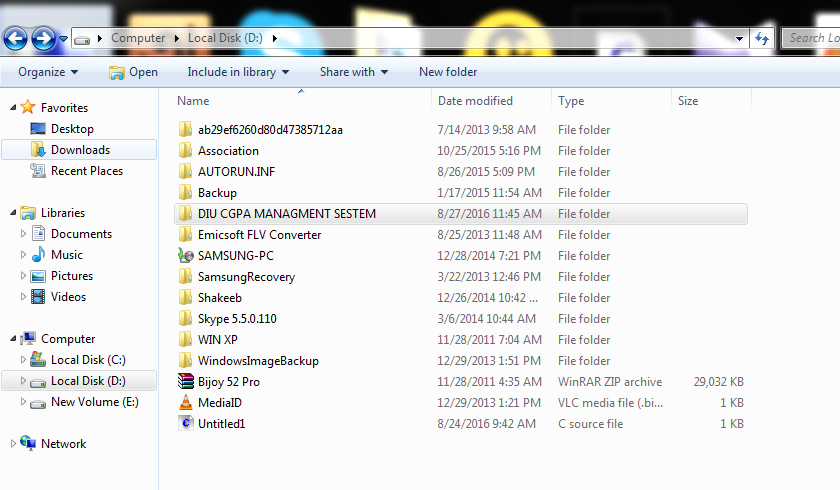 Computer Local Disk (D:) Search Lo
Organize Open Include in library Share with New folder
Name Date modified Type Size
Favorites
Desktop
Downloads
Recent Places
Libraries
Documents
Music
Pictures
Videos
Computer
Local Disk (C:)
Local Disk (D:)
New Volume (E:)
Network
ab29ef6260d80d47385712aa 7/14/2013 9:58 AM File folder
Association 10/25/2015 5:16 PM File folder
AUTORUN.INF 8/26/2015 5:09 PM File folder
Backup 1/17/2015 11:54 AM File folder
DIU CGPA MANAGMENT SESTEM 8/27/2016 11:45 AM File folder
Emicsoft FLV Converter 8/25/2013 11:48 AM File folder
SAMSUNG-PC 12/28/2014 7:21 PM File folder
SamsungRecovery 3/22/2013 12:46 PM File folder
Shakeeb 12/26/2014 10:42 ... File folder
Skype 5.5.0.110 3/6/2014 10:44 AM File folder
WIN XP 11/28/2011 7:04 AM File folder
WindowsImageBackup 12/29/2013 1:51 PM File folder
Bijoy 52 Pro 11/28/2011 4:35 AM WinRAR ZIP archive 29,032 KB
MediaID 12/29/2013 1:21 PM VLC media file (.bi... 1 KB
Untitled1 8/24/2016 9:42 AM C source file 1 KB